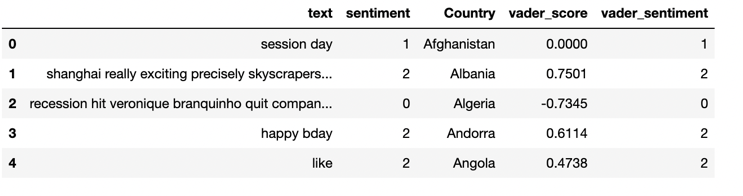 text sentiment Country vader_score vader_sentiment
0 session day 1 Afghanistan 0.0000 1
1 shanghai really exciting precisely skyscrapers... 2 Albania 0.7501 2
2 recession hit veronique branquinho quit compan... 0 Algeria -0.7345 0
3 happy bday 2 Andorra 0.6114 2
4 like 2 Angola 0.4738 2